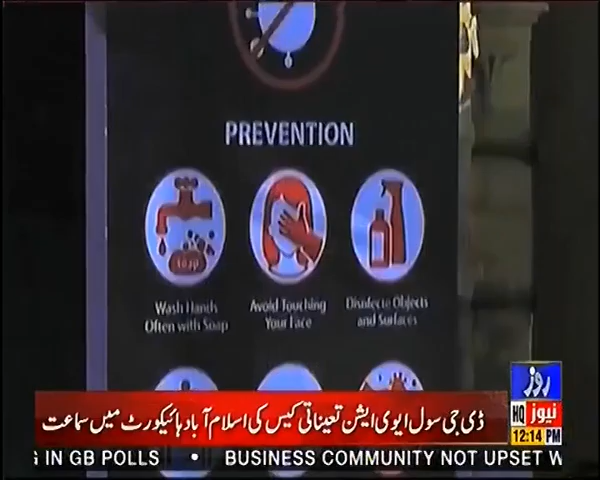 PREVENTION
Soap
Wash Hands
Often with Soap
Avoid Touching
Your Face
Disinfecte Objects
and Surfaces
ڈی جی سول ایوی ایشن تعیناتی کیس کی اسلام آباد ہائیکورٹ میں سماعت
روز
HQ نیوز
12:14 PM
IN GB POLLS • BUSINESS COMMUNITY NOT UPSET W